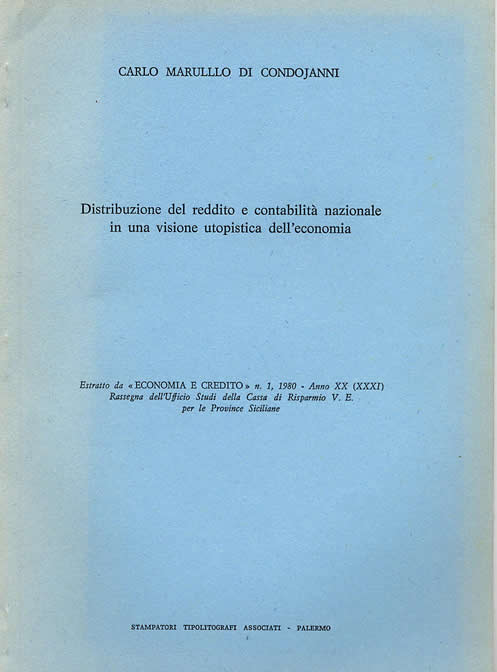 CARLO MARULLLO DI CONDOJANNI
Distribuzione del reddito e contabilità nazionale
in una visione utopistica dell'economia
Estratto da « ECONOMIA E CREDITO » n. 1, 1980 - Anno XX (XXXI)
Rassegna dell'Ufficio Studi della Cassa di Risparmio V. E.
per le Province Siciliane
STAMPATORI TIPOLITOGRAFI ASSOCIATI - PALERMO